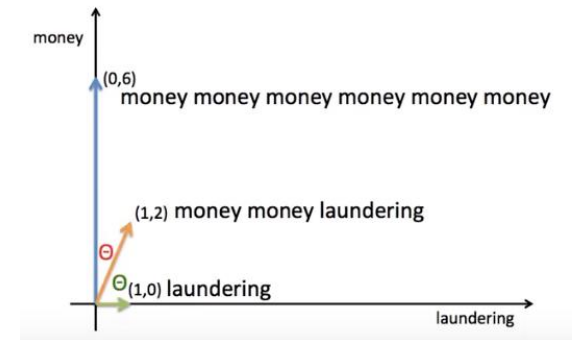 money
(0,6)
money money money money money money
(1,2) money money laundering
Θ
Θ(1,0) laundering
laundering